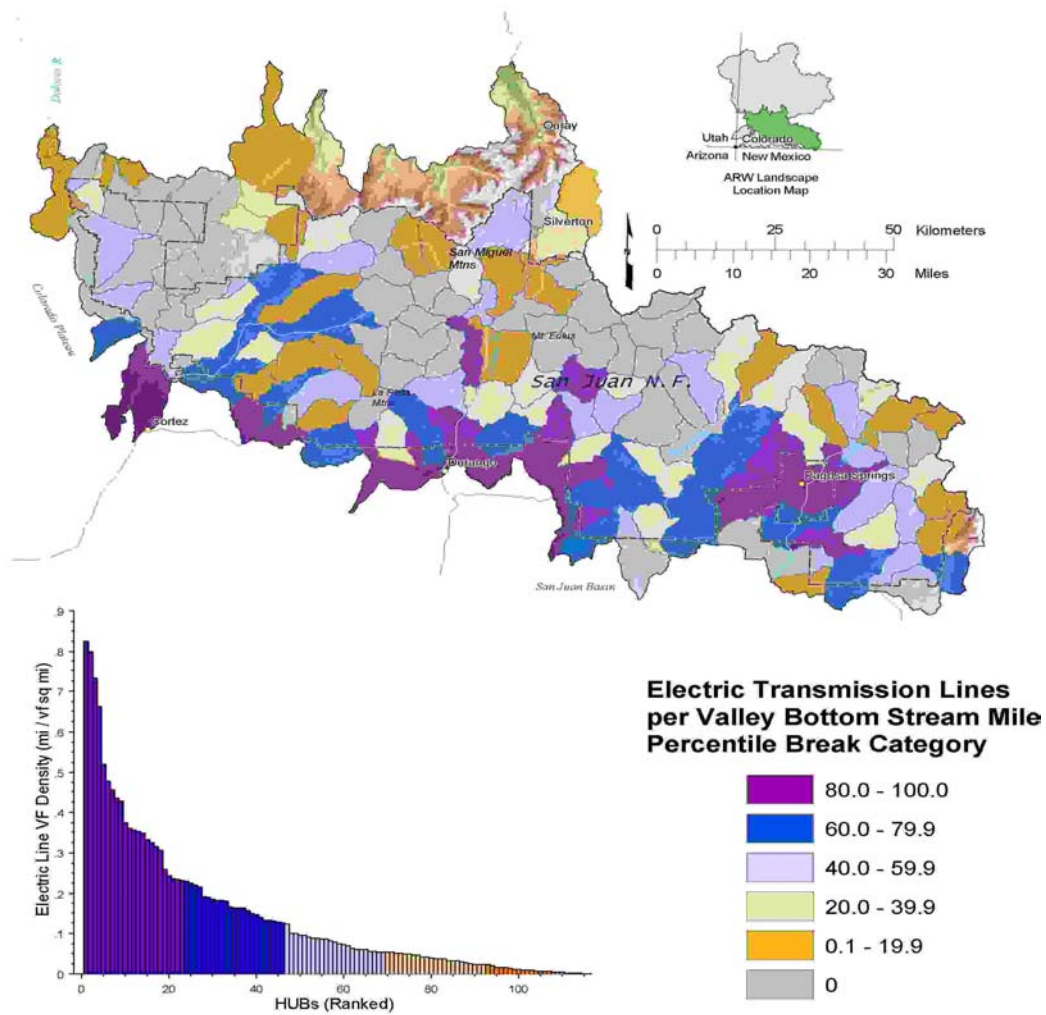 Dolores R.
Ouray
Utah
Colorado
Arizona
New Mexico
ARW Landscape
Location Map
Silverton
0 25 50 Kilometers
0 10 20 30 Miles
San Miguel
Mtns
Colorado Plateau
Mt Eolus
San Juan N.F.
La Plata
Mtns
Cortez
Durango
Pagosa Springs
San Juan Basin
Electric Line VF Density (mi / vf sq mi)
.9
.8
.7
.6
.5
.4
.3
.2
.1
0
0 20 40 60 80 100
HUBs (Ranked)
Electric Transmission Lines
per Valley Bottom Stream Mile
Percentile Break Category
80.0 - 100.0
60.0 - 79.9
40.0 - 59.9
20.0 - 39.9
0.1 - 19.9
0